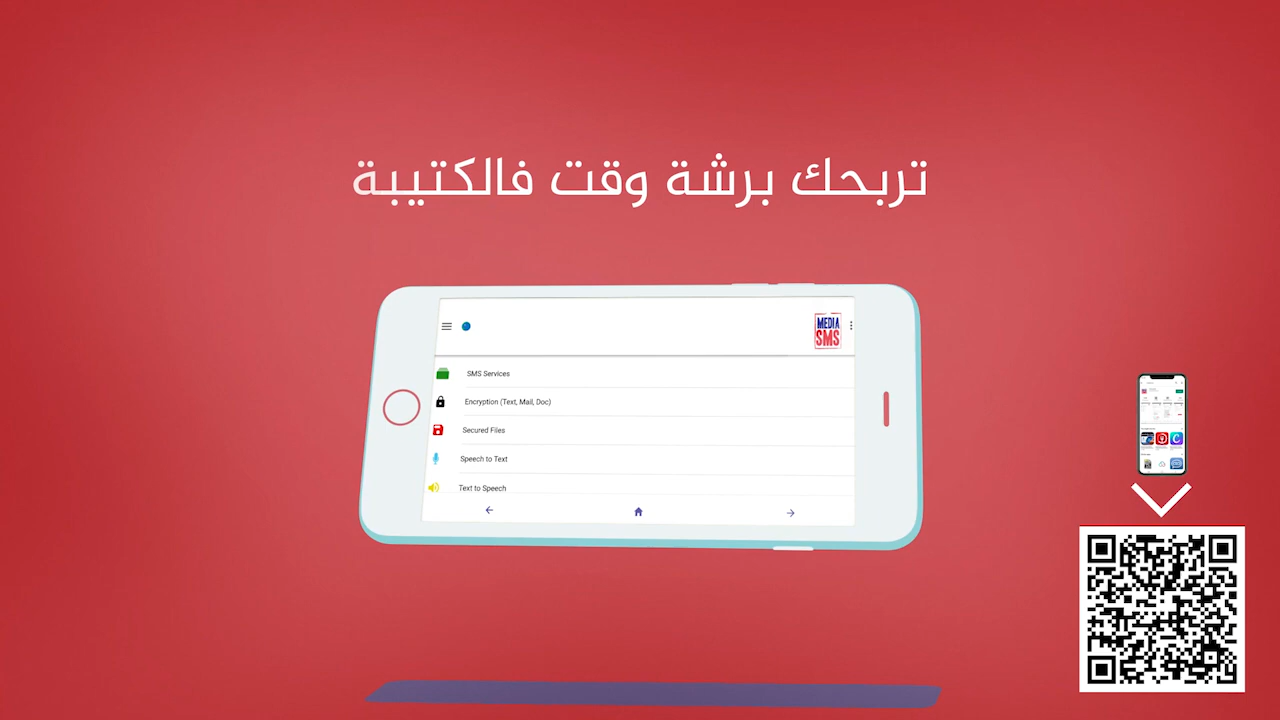 تربحك برشة وقت فالكتيبة
MEDIA
SMS
SMS Services
Encryption (Text, Mail, Doc)
Secured Files
Speech to Text
Text to Speech